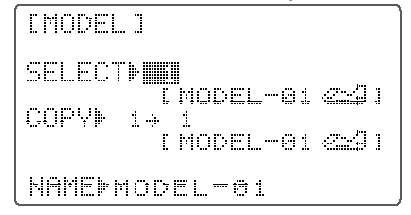 [MODEL]
SELECT▶
[MODEL-01 ]
COPY▶ 1→ 1
[MODEL-01 ]
NAME▶MODEL-01